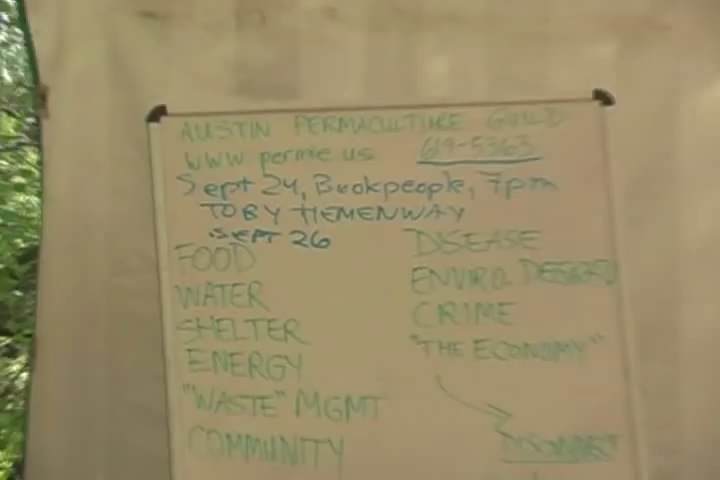 AUSTIN PERMACULTURE GUILD
www permie.us 619-5363
Sept 24, Bookpeople, 7pm
TOBY HEMENWAY
SEPT 26
FOOD
WATER
SHELTER
ENERGY
"WASTE" MGMT
COMMUNITY
DISEASE
ENVIRO.
CRIME
"THE ECONOMY"